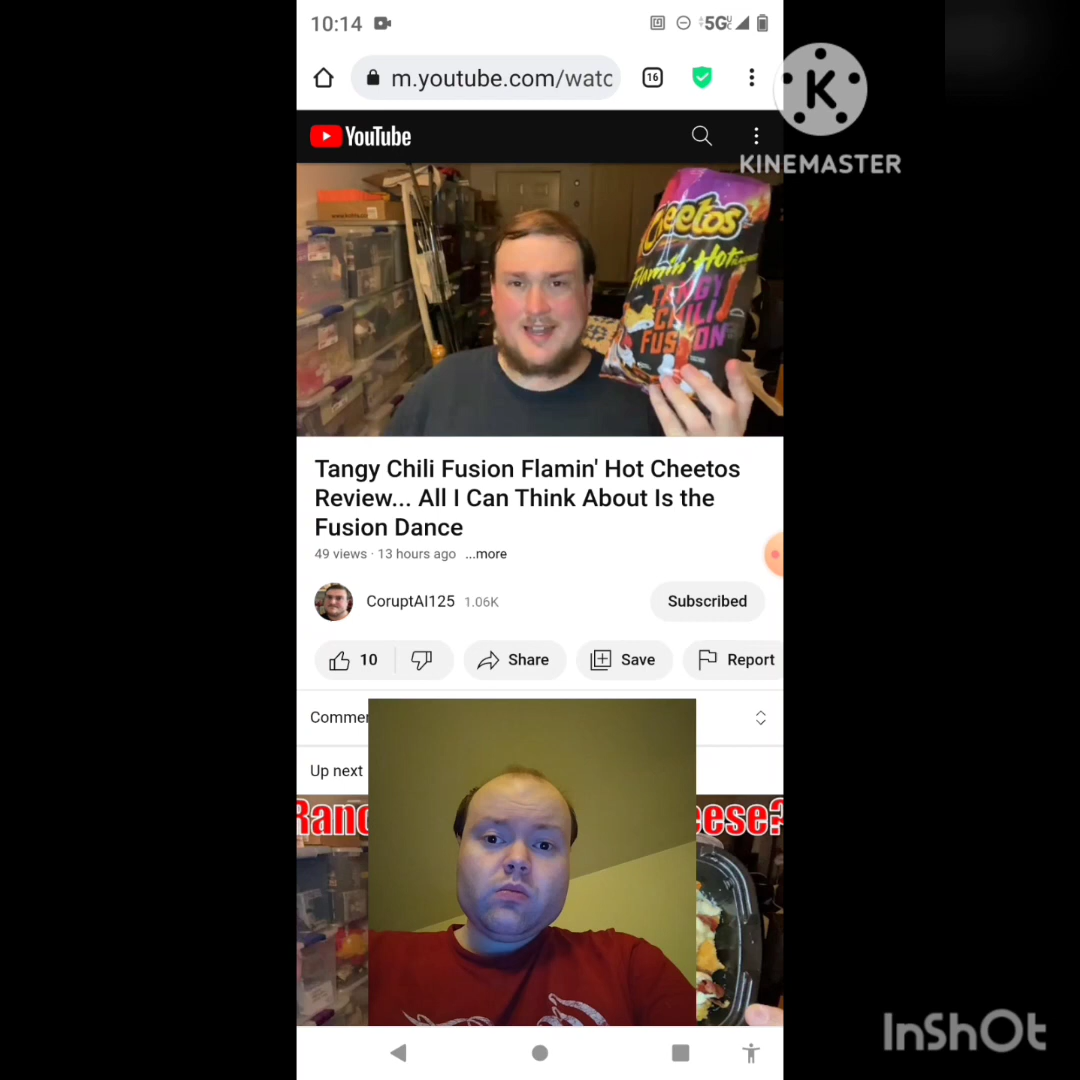 10:14
5G
m.youtube.com/watc
16
K
KINEMASTER
YouTube
Cheetos
Flamin' Hot
TANGY
CHILI
FUSION
Tangy Chili Fusion Flamin' Hot Cheetos
Review... All I Can Think About Is the
Fusion Dance
49 views · 13 hours ago ...more
CoruptAI125 1.06K
Subscribed
10
Share
Save
Report
Commen
Up next
Ranc
eese?
InShOt